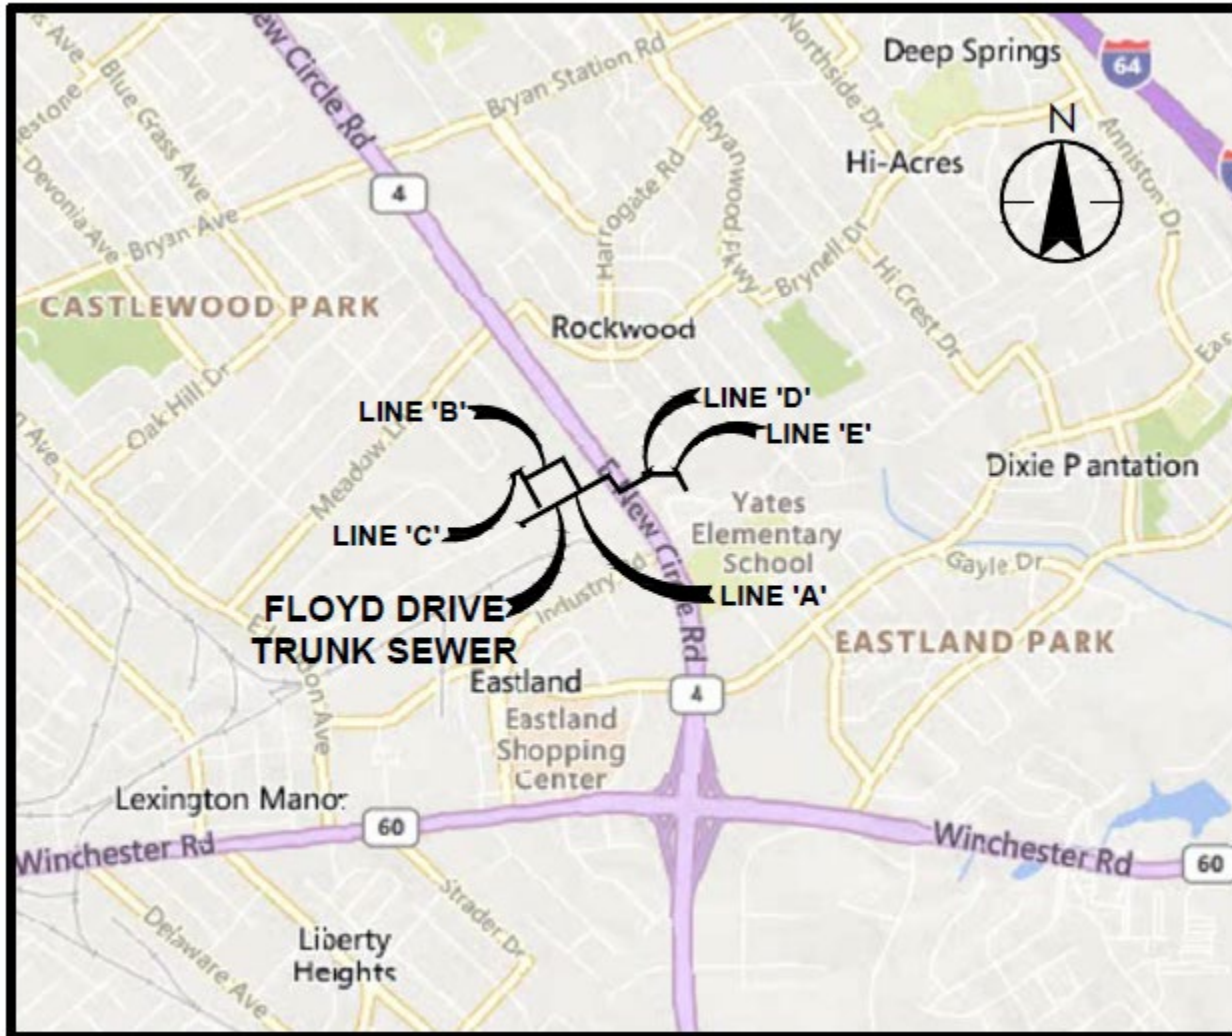 New Circle Rd
Bryan Station Rd
Northside Dr
Deep Springs
64
N
Blue Grass Ave
Devonia Ave
Bryan Ave
4
Harrogate Rd
Bryanwood Pkwy
Hi-Acres
Anniston Dr
Brynell Dr
Hi Crest Dr
CASTLEWOOD PARK
Rockwood
Oak Hill Dr
Meadow Ln
LINE 'B'
LINE 'D'
LINE 'E'
Dixie Plantation
LINE 'C'
E New Circle Rd
Yates
Elementary
School
Gayle Dr
Industry Rd
LINE 'A'
FLOYD DRIVE
TRUNK SEWER
EASTLAND PARK
Eastland
4
Eastland
Shopping
Center
Lexington Manor
60
Winchester Rd
Winchester Rd
60
Strader Dr
Delaware Ave
Liberty
Heights